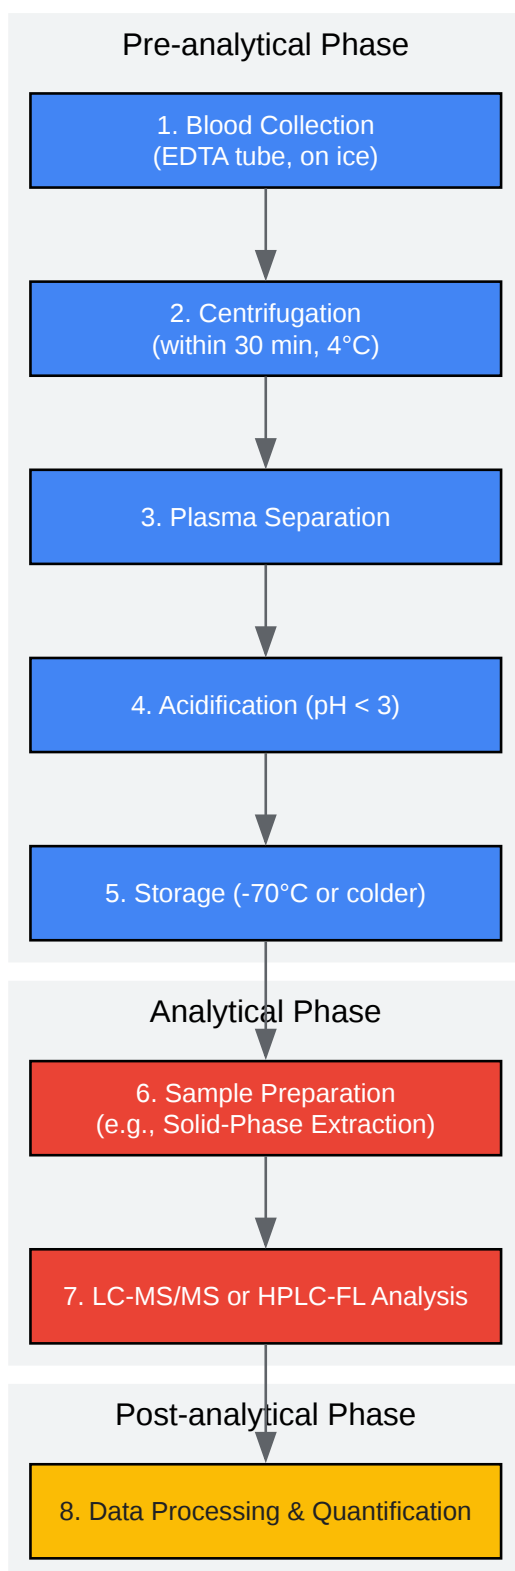 Pre-analytical Phase
1. Blood Collection
(EDTA tube, on ice)
2. Centrifugation
(within 30 min, 4°C)
3. Plasma Separation
4. Acidification (pH < 3)
5. Storage (-70°C or colder)
Analytical Phase
6. Sample Preparation
(e.g., Solid-Phase Extraction)
7. LC-MS/MS or HPLC-FL Analysis
Post-analytical Phase
8. Data Processing & Quantification